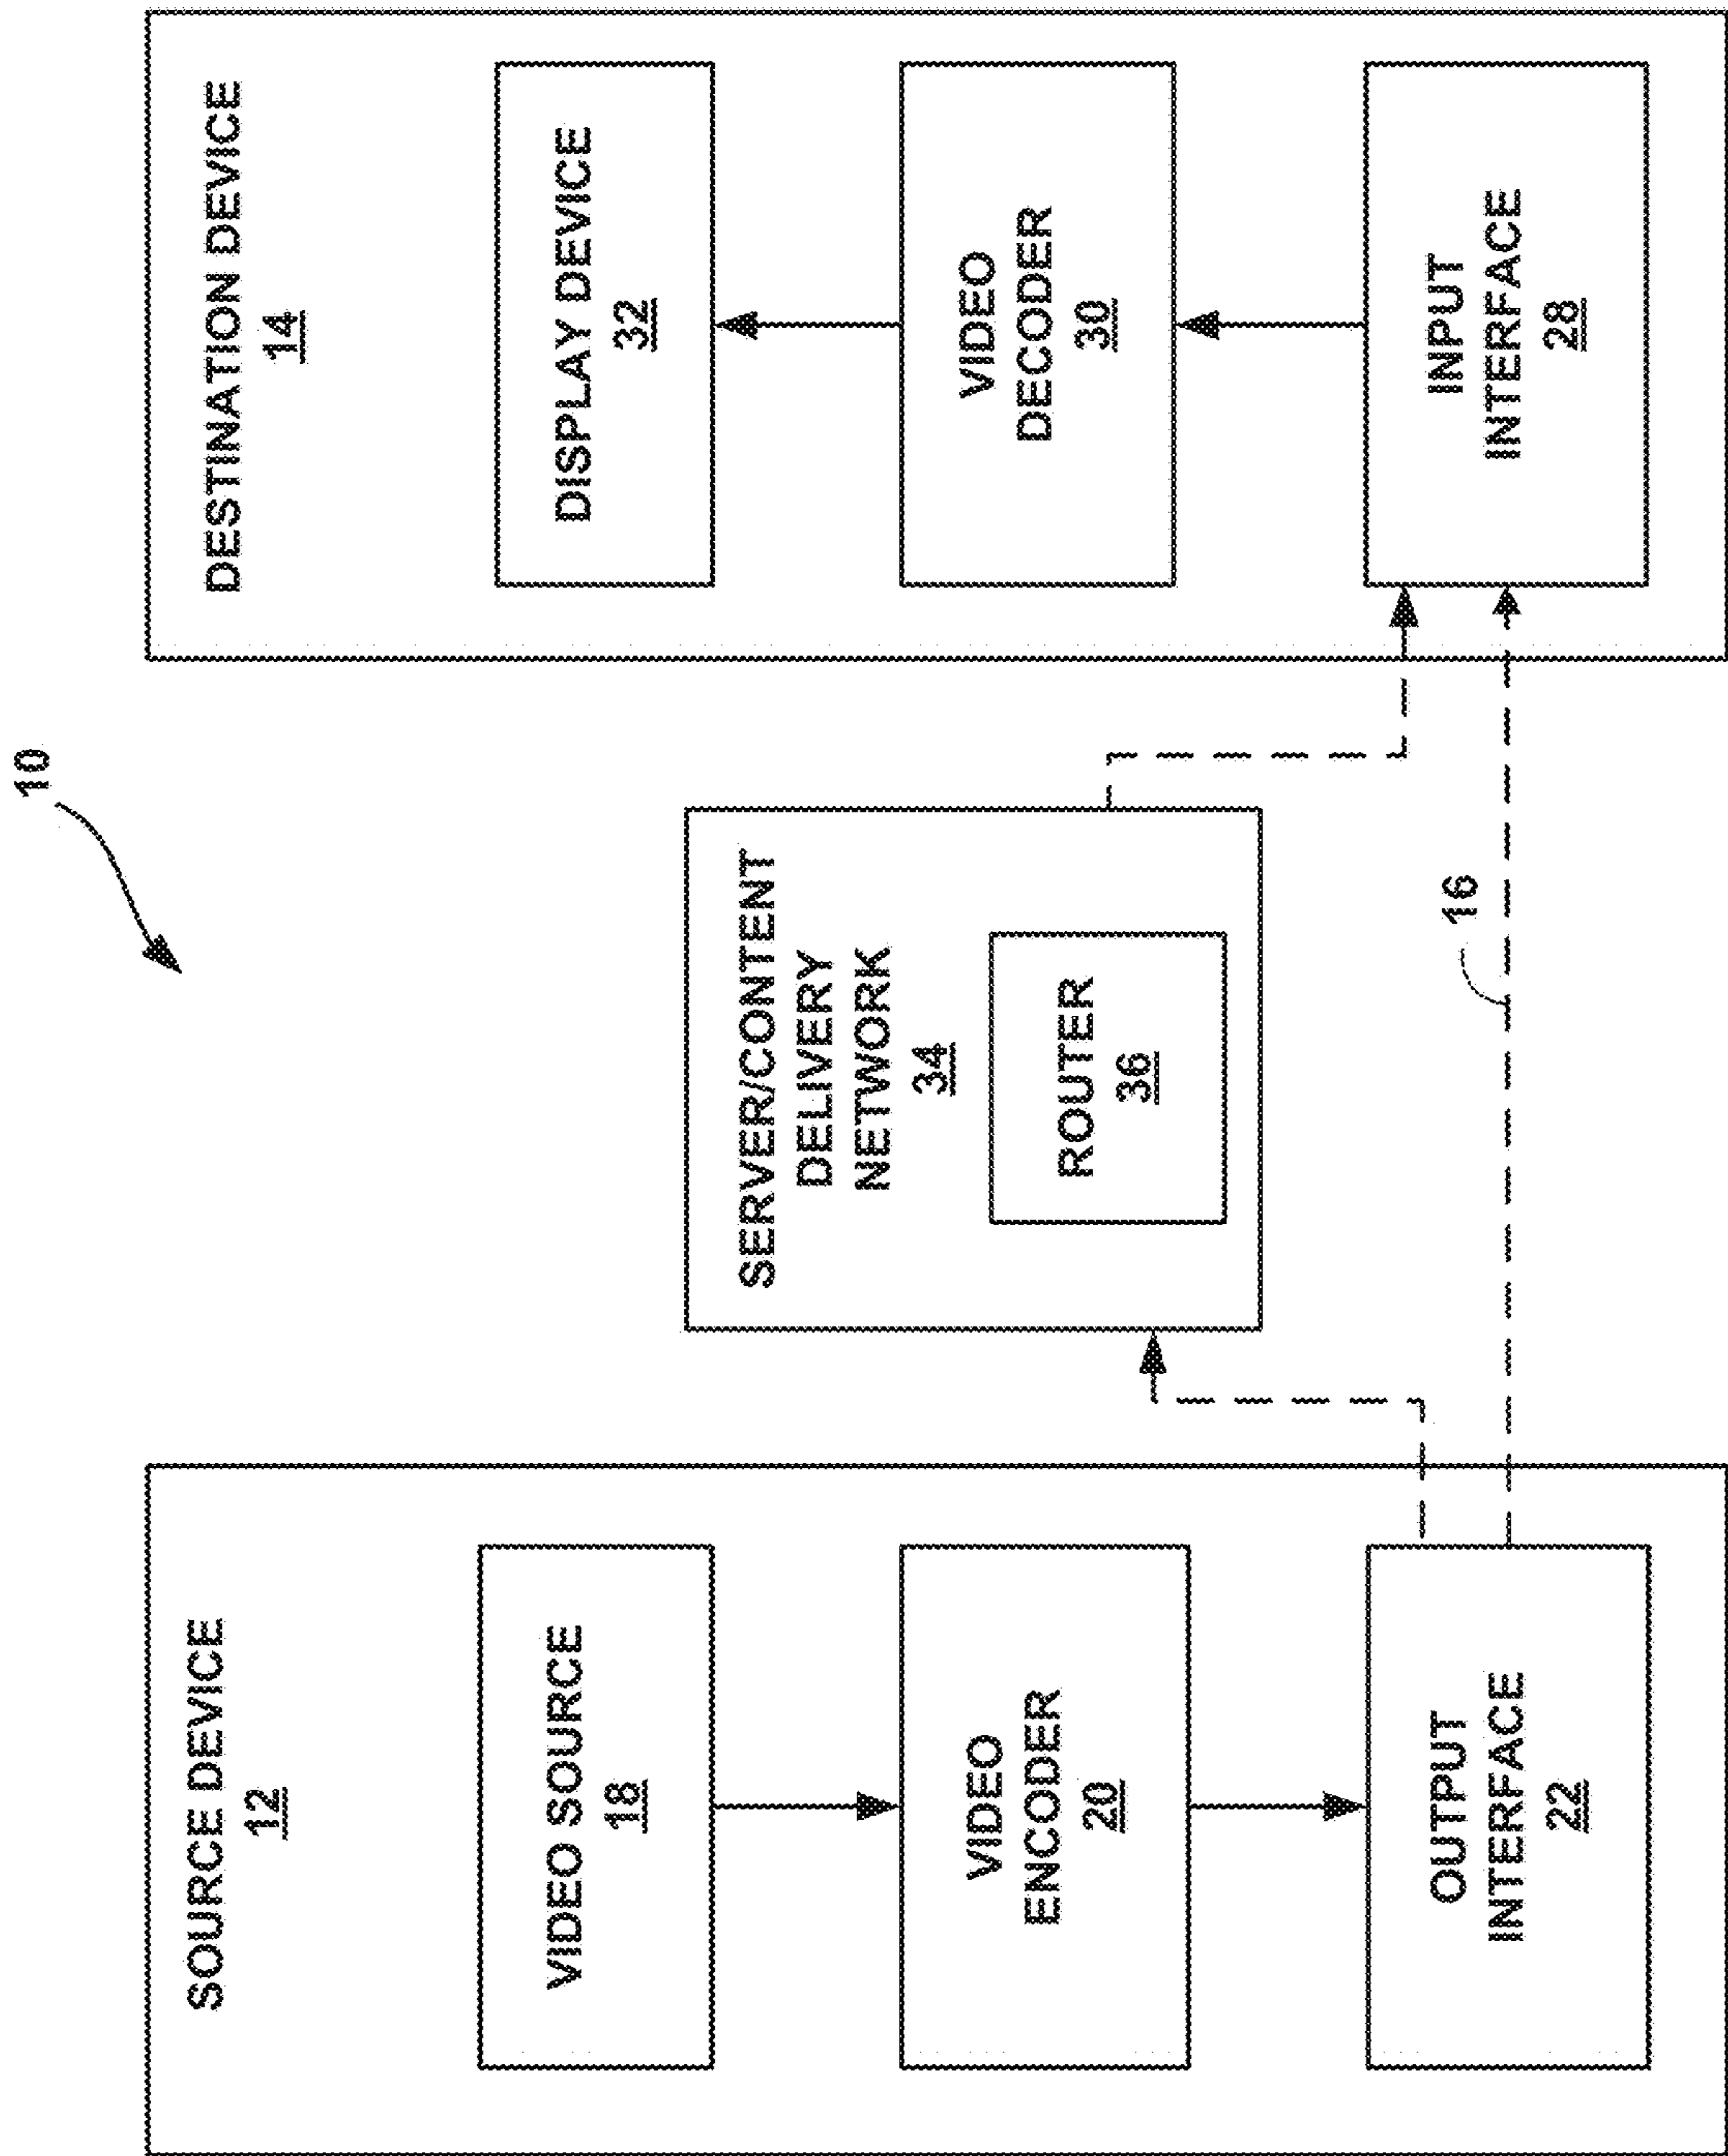 10
SOURCE DEVICE
12
VIDEO SOURCE
18
VIDEO
ENCODER
20
OUTPUT
INTERFACE
22
SERVER/CONTENT
DELIVERY
NETWORK
34
ROUTER
36
16
DESTINATION DEVICE
14
DISPLAY DEVICE
32
VIDEO
DECODER
30
INPUT
INTERFACE
28